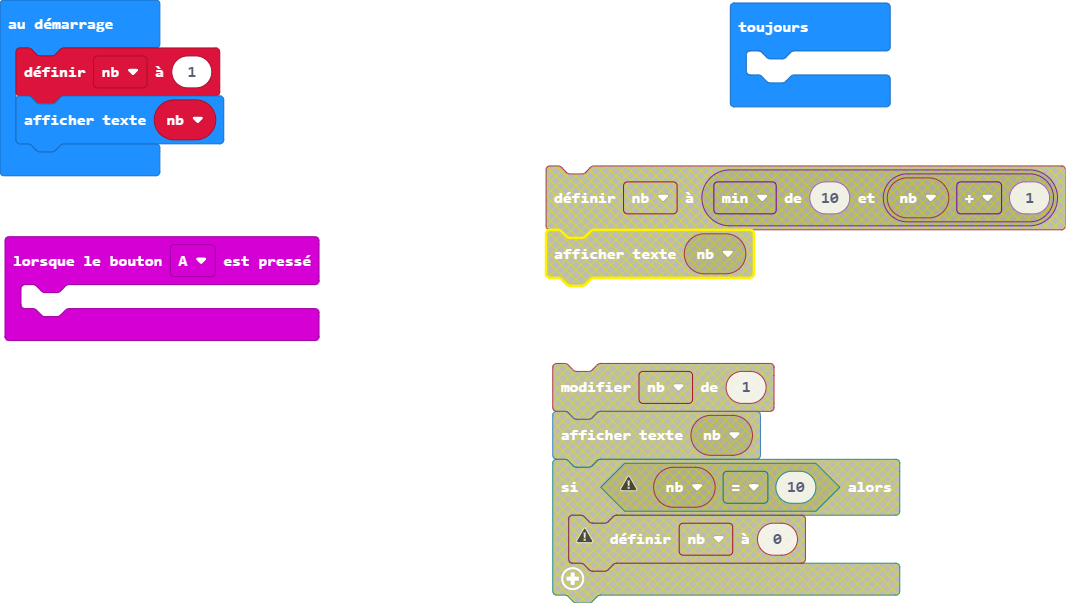 au démarrage
définir nb à 1
afficher texte nb
lorsque le bouton A est pressé
toujours
définir nb à min de 10 et nb + 1
afficher texte nb
modifier nb de 1
afficher texte nb
si nb = 10 alors
définir nb à 0